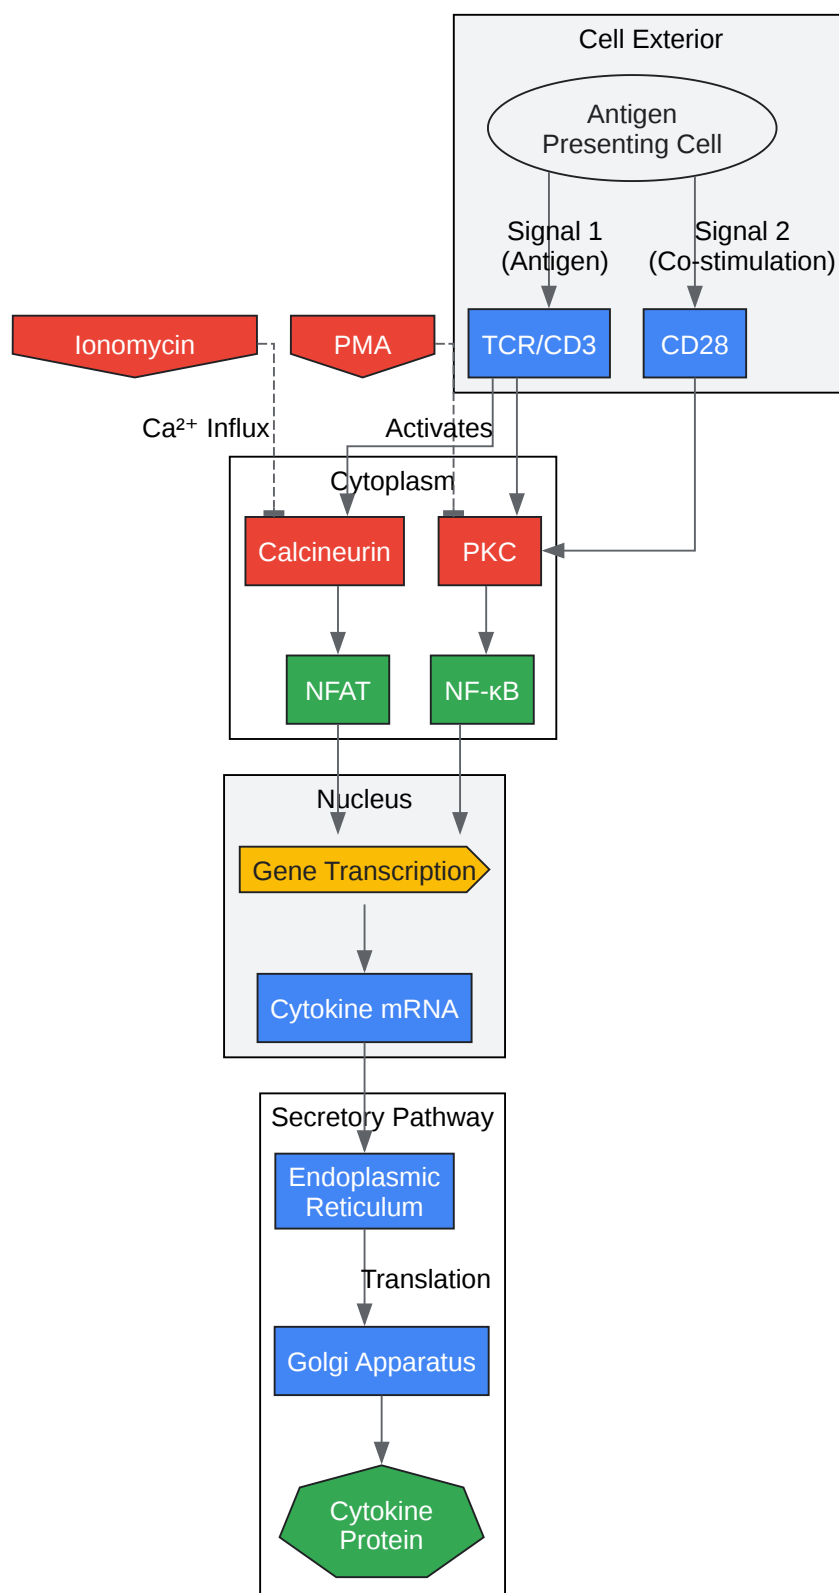 Cell Exterior
Antigen
Presenting Cell
Signal 1
(Antigen)
Signal 2
(Co-stimulation)
Ionomycin
PMA
TCR/CD3
CD28
Ca²⁺ Influx
Activates
Cytoplasm
Calcineurin
PKC
NFAT
NF-κB
Nucleus
Gene Transcription
Cytokine mRNA
Secretory Pathway
Endoplasmic
Reticulum
Translation
Golgi Apparatus
Cytokine
Protein